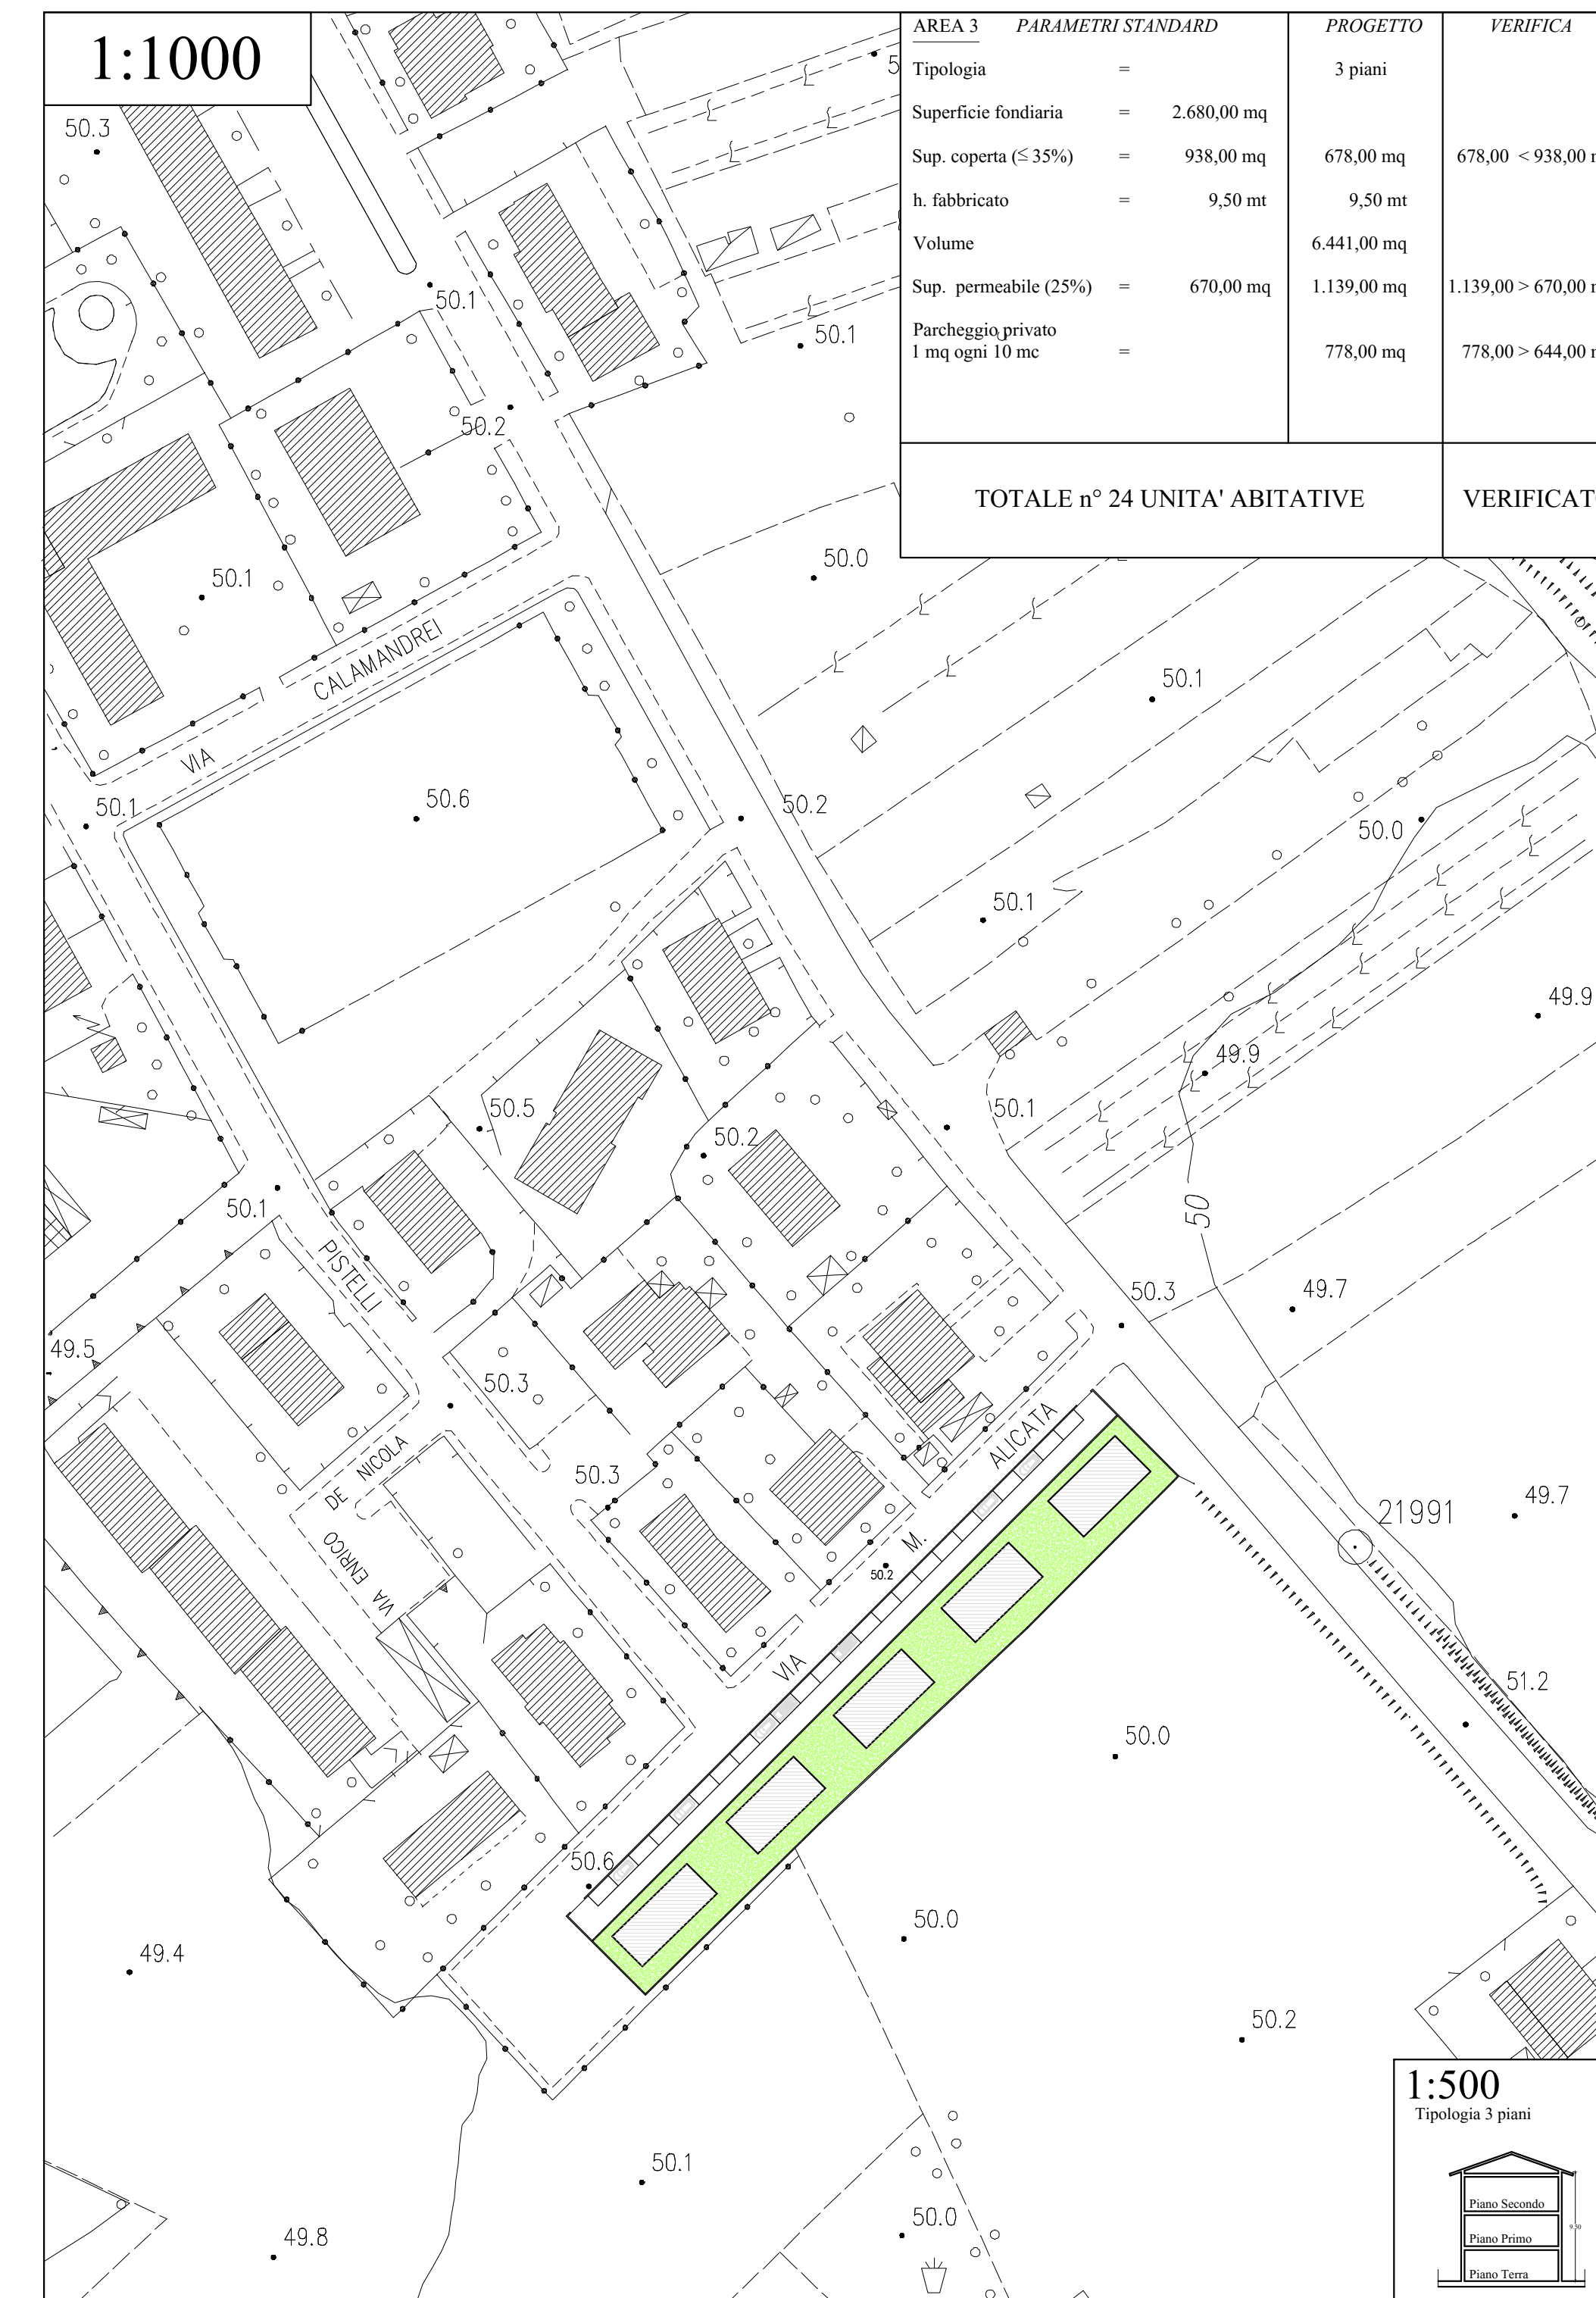 1:1000
AREA 3 PARAMETRI STANDARD PROGETTO VERIFICA
Tipologia = 3 piani
Superficie fondiaria = 2.680,00 mq
Sup. coperta (≤ 35%) = 938,00 mq 678,00 mq 678,00 < 938,00
h. fabbricato = 9,50 mt 9,50 mt
Volume 6.441,00 mq
Sup. permeabile (25%) = 670,00 mq 1.139,00 mq 1.139,00 > 670,00
Parcheggio privato
1 mq ogni 10 mc = 778,00 mq 778,00 > 644,00
TOTALE n° 24 UNITA' ABITATIVE
50.3
50.1
50.1
50.2
50.0
50.1
VIA CALAMANDREI
50.1
50.1
50.6
50.2
50.0
50.1
49.9
49.9
50.5
50.1
50.2
50.1
50
PISTELLI
50.3
49.7
49.5
50.3
ALICATA
DE NICOLA
50.3
21991
49.7
VIA ENRICO
M.
50.2
VIA
51.2
50.0
50.6
50.0
49.4
50.2
1:500
Tipologia 3 piani
50.1
Piano Secondo
50.0
49.8
Piano Primo
9.50
Piano Terra